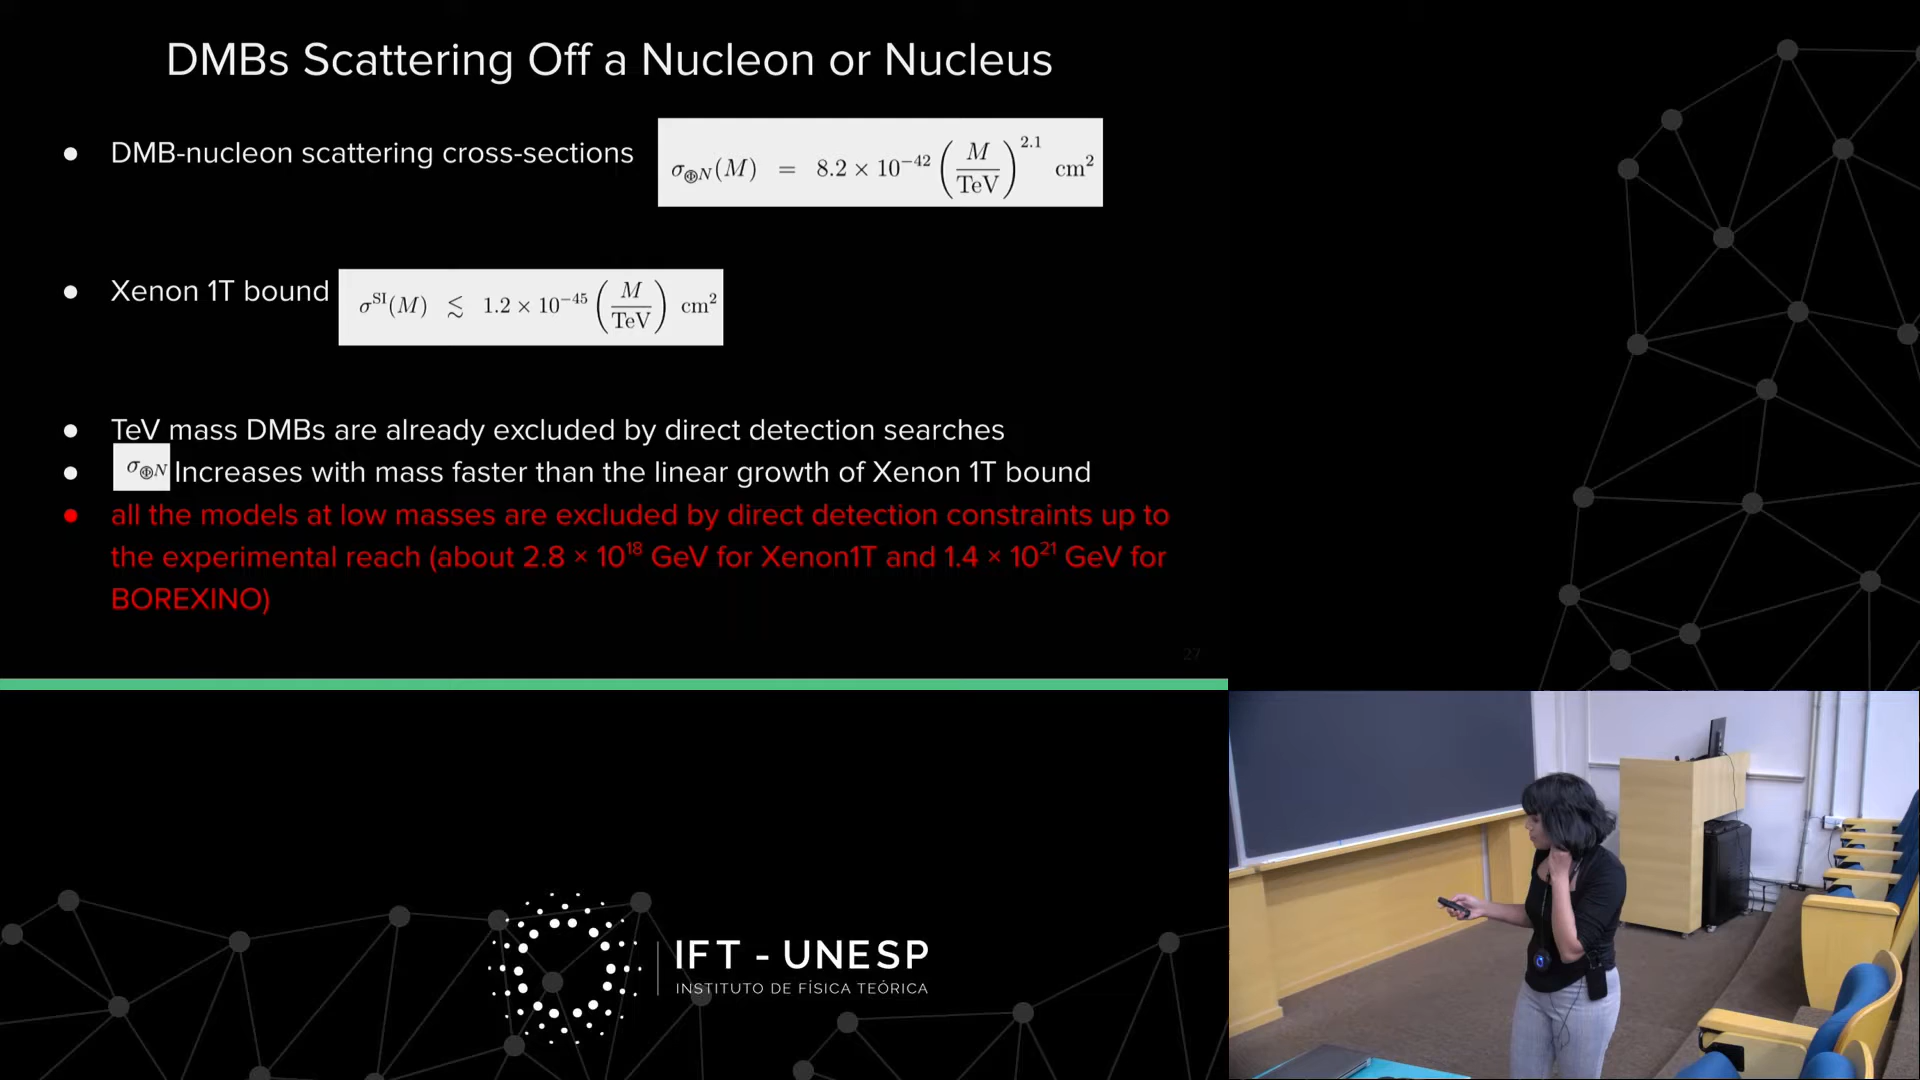 DMBs Scattering Off a Nucleon or Nucleus
● DMB-nucleon scattering cross-sections σ⊕N(M) = 8.2 × 10⁻⁴² (M/TeV)^2.1 cm²
● Xenon 1T bound σ^SI(M) ≲ 1.2 × 10⁻⁴⁵ (M/TeV) cm²
● TeV mass DMBs are already excluded by direct detection searches
● σ⊕N Increases with mass faster than the linear growth of Xenon 1T bound
● all the models at low masses are excluded by direct detection constraints up to
the experimental reach (about 2.8 × 10¹⁸ GeV for Xenon1T and 1.4 × 10²¹ GeV for
BOREXINO)
27
IFT - UNESP
INSTITUTO DE FÍSICA TEÓRICA